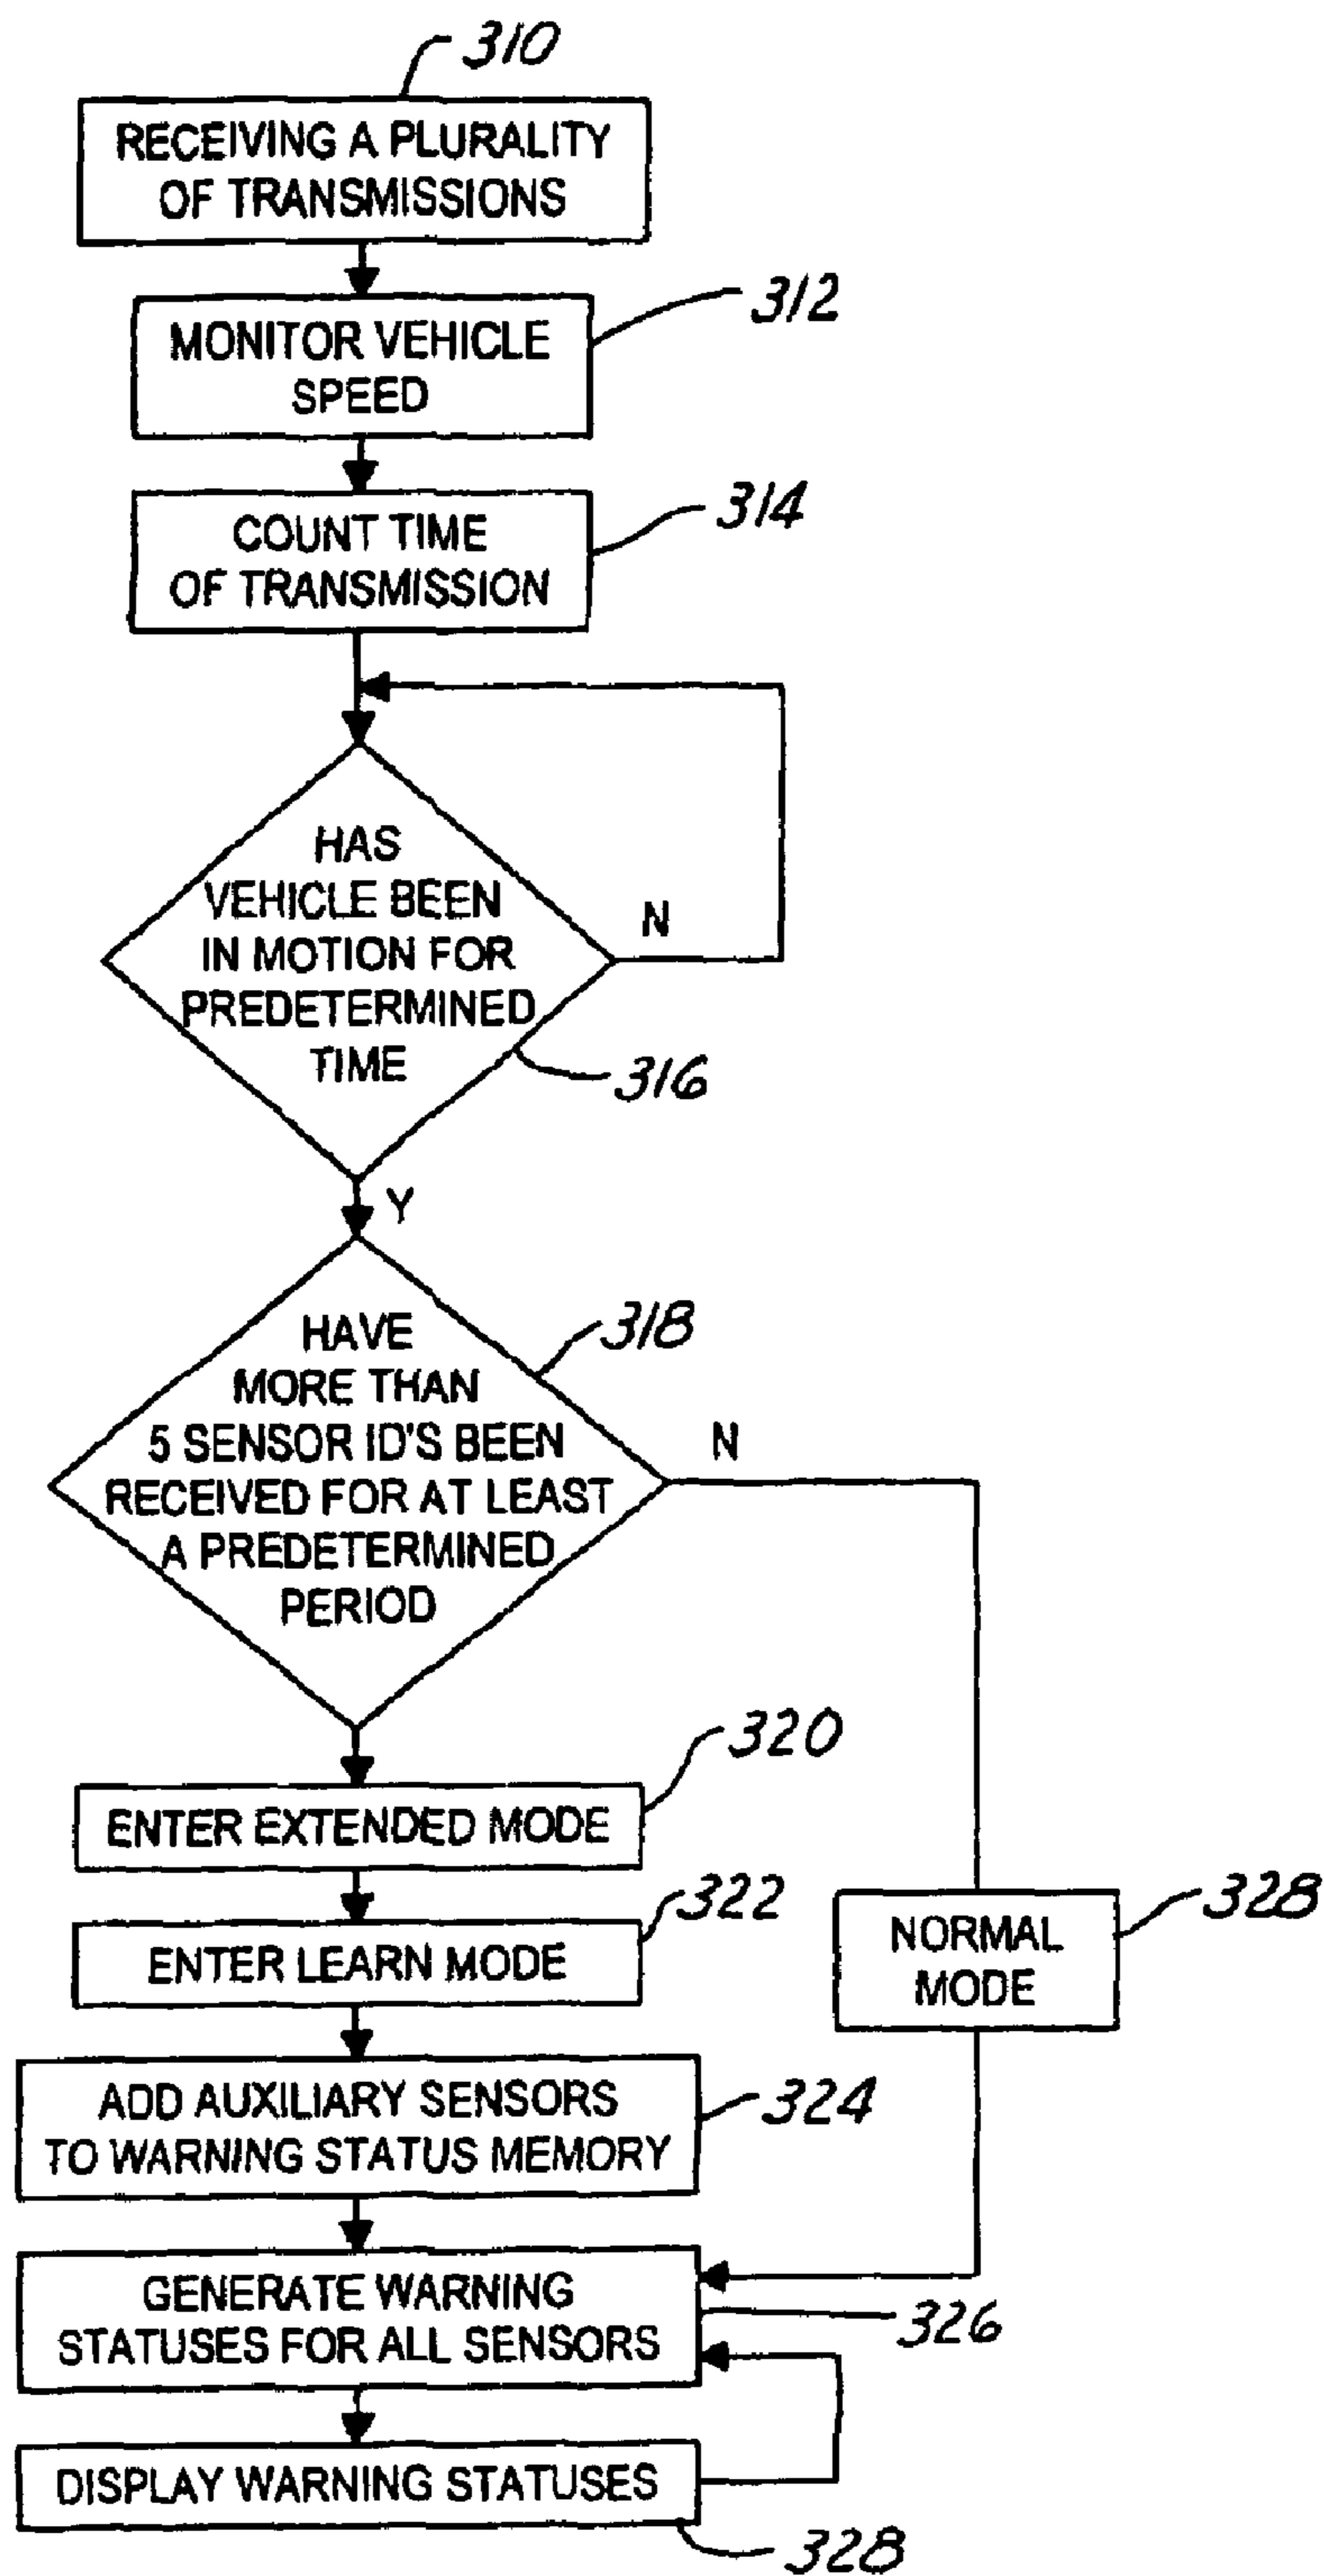 310
RECEIVING A PLURALITY
OF TRANSMISSIONS
312
MONITOR VEHICLE
SPEED
314
COUNT TIME
OF TRANSMISSION
HAS
VEHICLE BEEN
IN MOTION FOR
PREDETERMINED
TIME
N
316
Y
318
HAVE
MORE THAN
5 SENSOR ID'S BEEN
RECEIVED FOR AT LEAST
A PREDETERMINED
PERIOD
N
320
ENTER EXTENDED MODE
322
ENTER LEARN MODE
328
NORMAL
MODE
ADD AUXILIARY SENSORS
TO WARNING STATUS MEMORY
324
GENERATE WARNING
STATUSES FOR ALL SENSORS
326
DISPLAY WARNING STATUSES
328